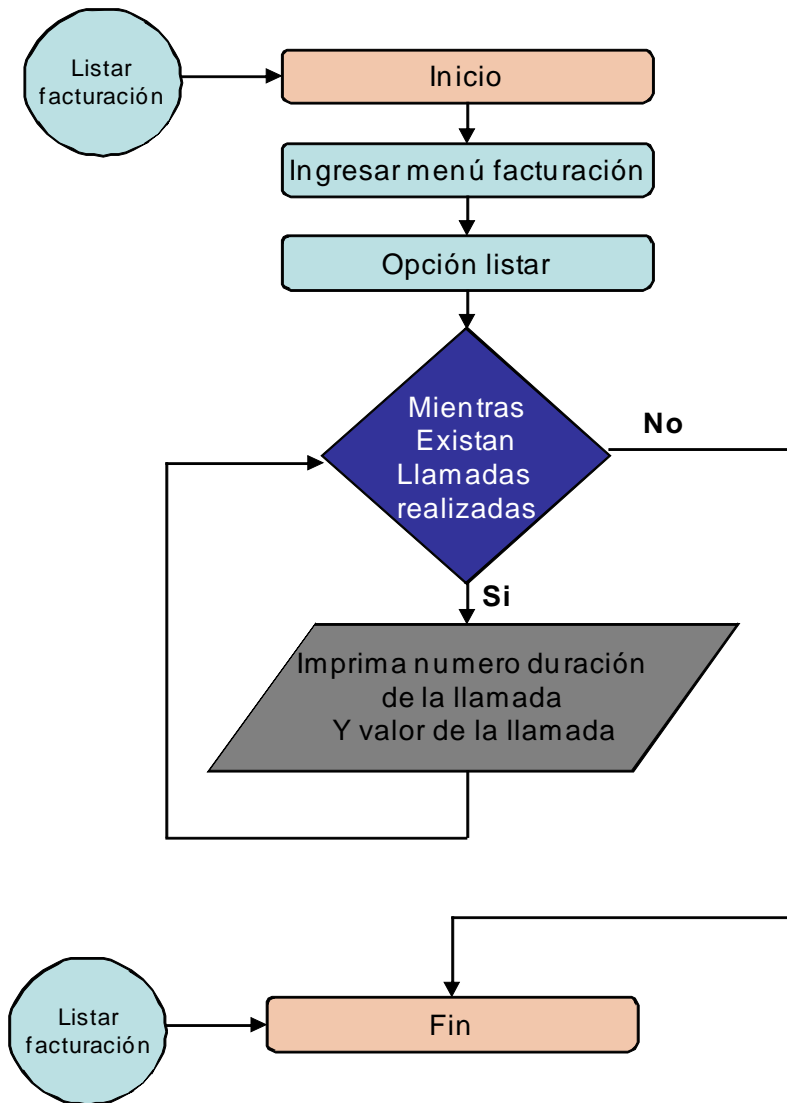 Listar
facturación
Inicio
Ingresar menú facturación
Opción listar
Mientras
Existan
Llamadas
realizadas
No
Si
Imprima numero duración
de la llamada
Y valor de la llamada
Listar
facturación
Fin